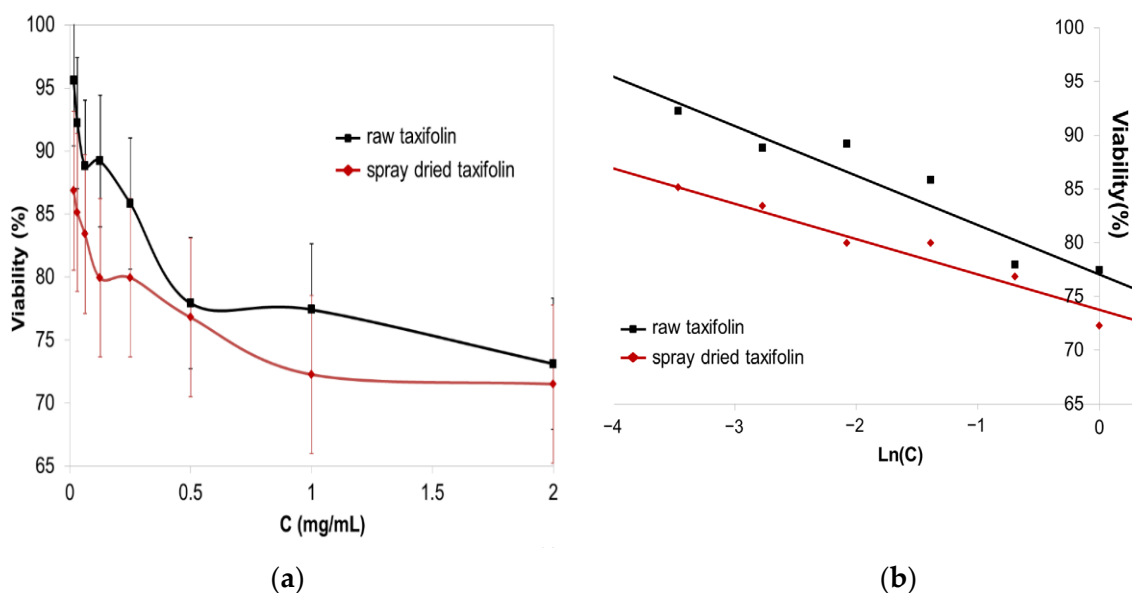 100
95
90
85
80
75
70
65
Viability (%)
0
0.5
1
1.5
2
C (mg/mL)
raw taxifolin
spray dried taxifolin
(a)
100
95
90
85
80
75
70
65
Viability(%)
−4
−3
−2
−1
0
Ln(C)
raw taxifolin
spray dried taxifolin
(b)